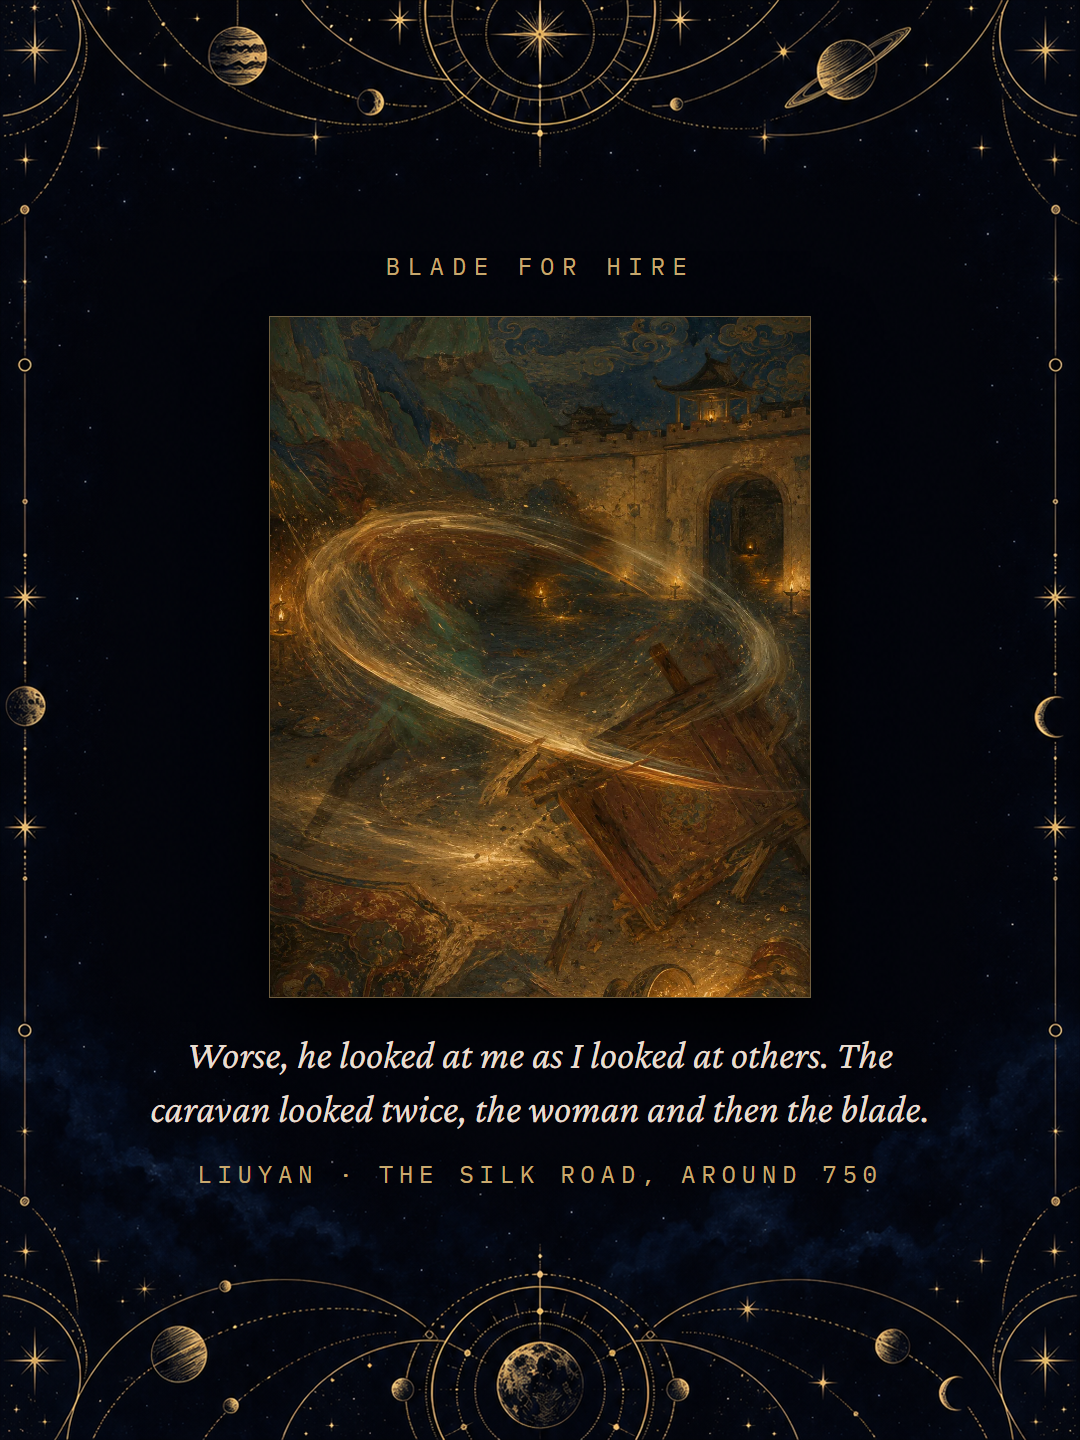 BLADE FOR HIRE
Worse, he looked at me as I looked at others. The
caravan looked twice, the woman and then the blade.
LIUYAN · THE SILK ROAD, AROUND 750